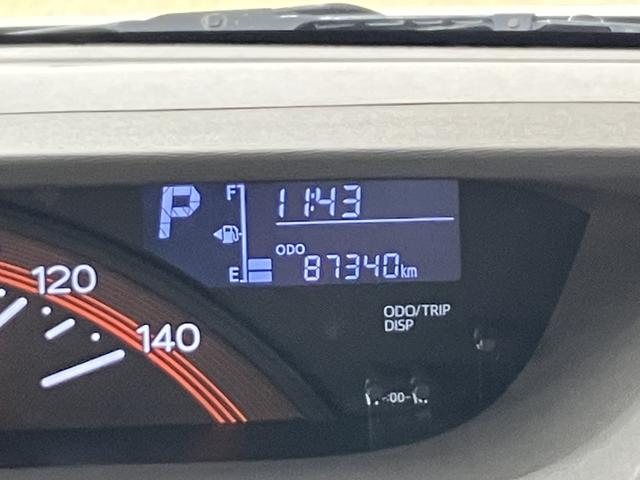 P
F
11:43
ODO
E
87340km
120
140
ODO/TRIP
DISP